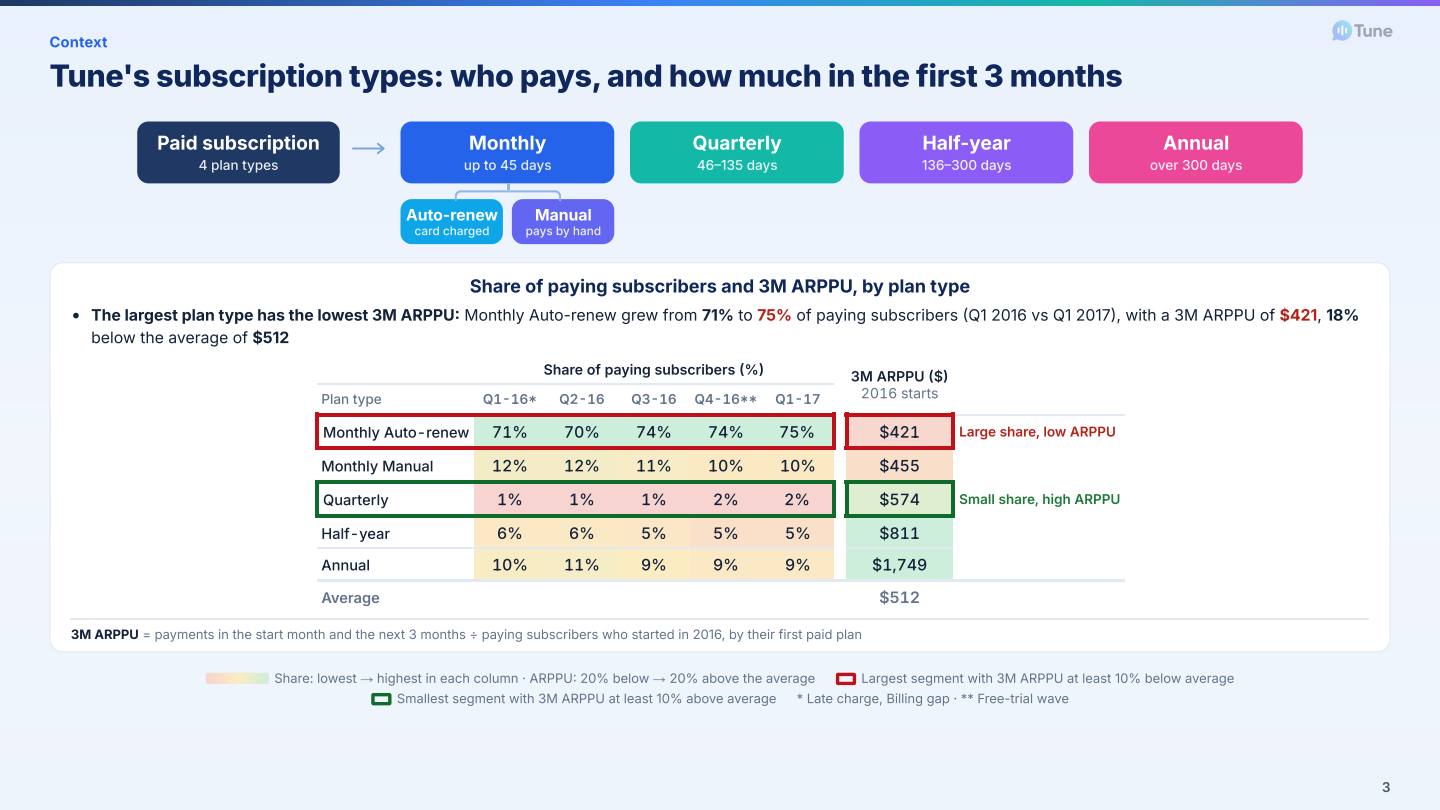 Tune
Context
Tune's subscription types: who pays, and how much in the first 3 months
Paid subscription
4 plan types
Monthly
up to 45 days
Quarterly
46–135 days
Half-year
136–300 days
Annual
over 300 days
Auto-renew
card charged
Manual
pays by hand
Share of paying subscribers and 3M ARPPU, by plan type
• The largest plan type has the lowest 3M ARPPU: Monthly Auto-renew grew from 71% to 75% of paying subscribers (Q1 2016 vs Q1 2017), with a 3M ARPPU of $421, 18%
below the average of $512
Share of paying subscribers (%)
3M ARPPU ($)
2016 starts
Plan type Q1-16* Q2-16 Q3-16 Q4-16** Q1-17
Monthly Auto-renew 71% 70% 74% 74% 75% $421 Large share, low ARPPU
Monthly Manual 12% 12% 11% 10% 10% $455
Quarterly 1% 1% 1% 2% 2% $574 Small share, high ARPPU
Half-year 6% 6% 5% 5% 5% $811
Annual 10% 11% 9% 9% 9% $1,749
Average $512
3M ARPPU = payments in the start month and the next 3 months ÷ paying subscribers who started in 2016, by their first paid plan
Share: lowest → highest in each column · ARPPU: 20% below → 20% above the average
Largest segment with 3M ARPPU at least 10% below average
Smallest segment with 3M ARPPU at least 10% above average
* Late charge, Billing gap · ** Free-trial wave
3